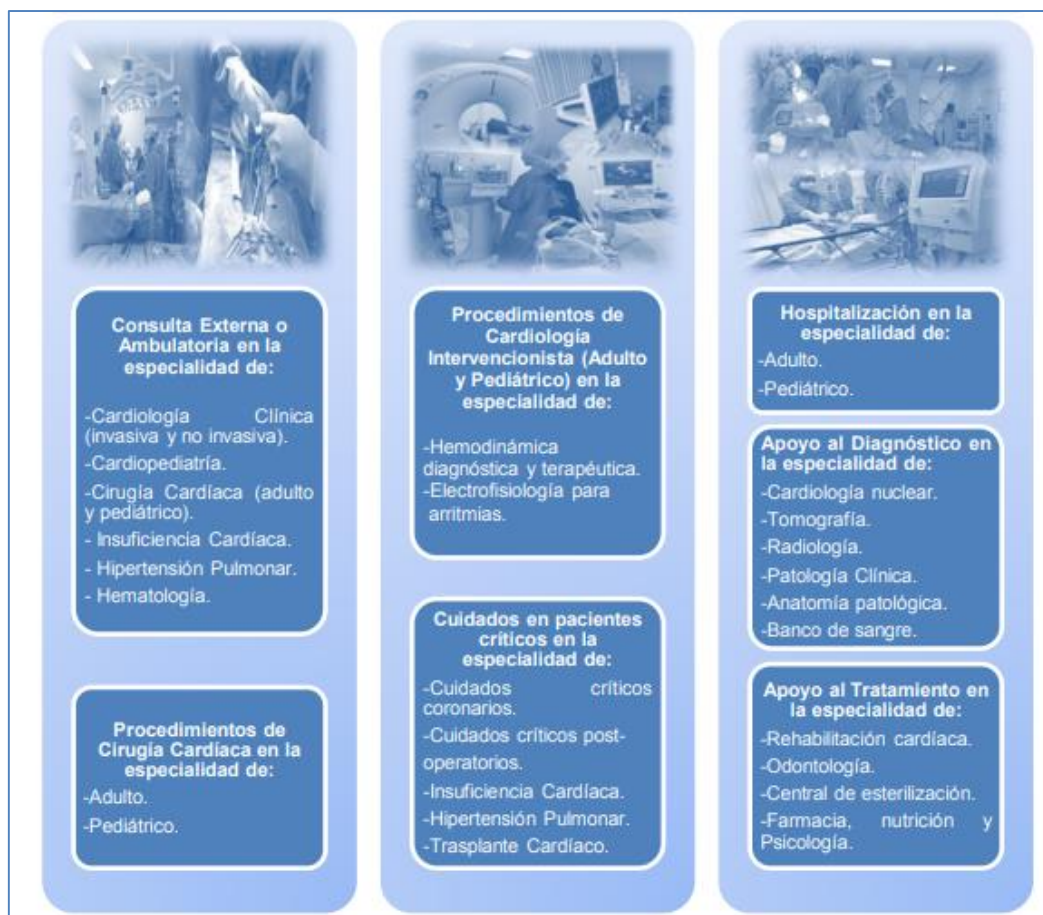 Consulta Externa o
Ambulatoria en la
especialidad de:
-Cardiología Clínica
(invasiva y no invasiva).
-Cardiopediatría.
-Cirugía Cardíaca (adulto
y pediátrico).
- Insuficiencia Cardíaca.
- Hipertensión Pulmonar.
- Hematología.
Procedimientos de
Cirugía Cardíaca en la
especialidad de:
-Adulto.
-Pediátrico.
Procedimientos de
Cardiología
Intervencionista (Adulto
y Pediátrico) en la
especialidad de:
-Hemodinámica
diagnóstica y terapéutica.
-Electrofisiología para
arritmias.
Cuidados en pacientes
críticos en la
especialidad de:
-Cuidados críticos
coronarios.
-Cuidados críticos post-
operatorios.
-Insuficiencia Cardíaca.
-Hipertensión Pulmonar.
-Trasplante Cardíaco.
Hospitalización en la
especialidad de:
-Adulto.
-Pediátrico.
Apoyo al Diagnóstico en
la especialidad de:
-Cardiología nuclear.
-Tomografía.
-Radiología.
-Patología Clínica.
-Anatomía patológica.
-Banco de sangre.
Apoyo al Tratamiento en
la especialidad de:
-Rehabilitación cardíaca.
-Odontología.
-Central de esterilización.
-Farmacia, nutrición y
Psicología.